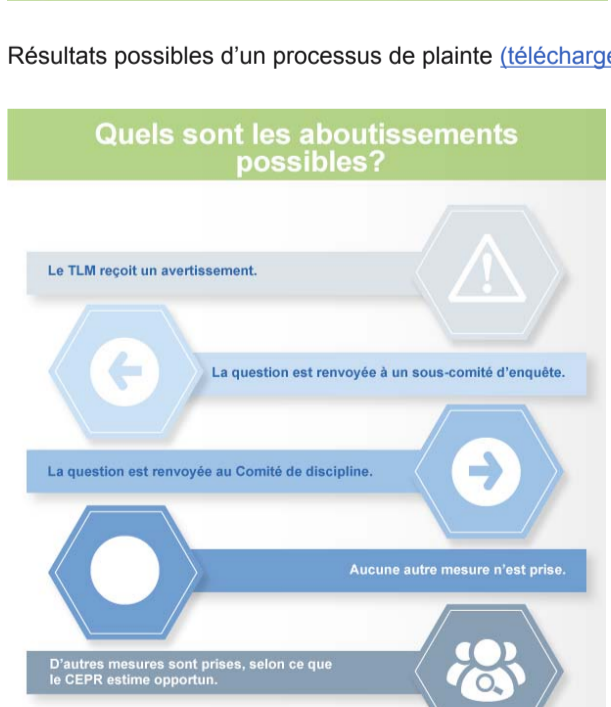 Résultats possibles d'un processus de plainte (télécharge
Quels sont les aboutissements
possibles?
Le TLM reçoit un avertissement.
La question est renvoyée à un sous-comité d'enquête.
La question est renvoyée au Comité de discipline.
Aucune autre mesure n'est prise.
D'autres mesures sont prises, selon ce que
le CEPR estime opportun.